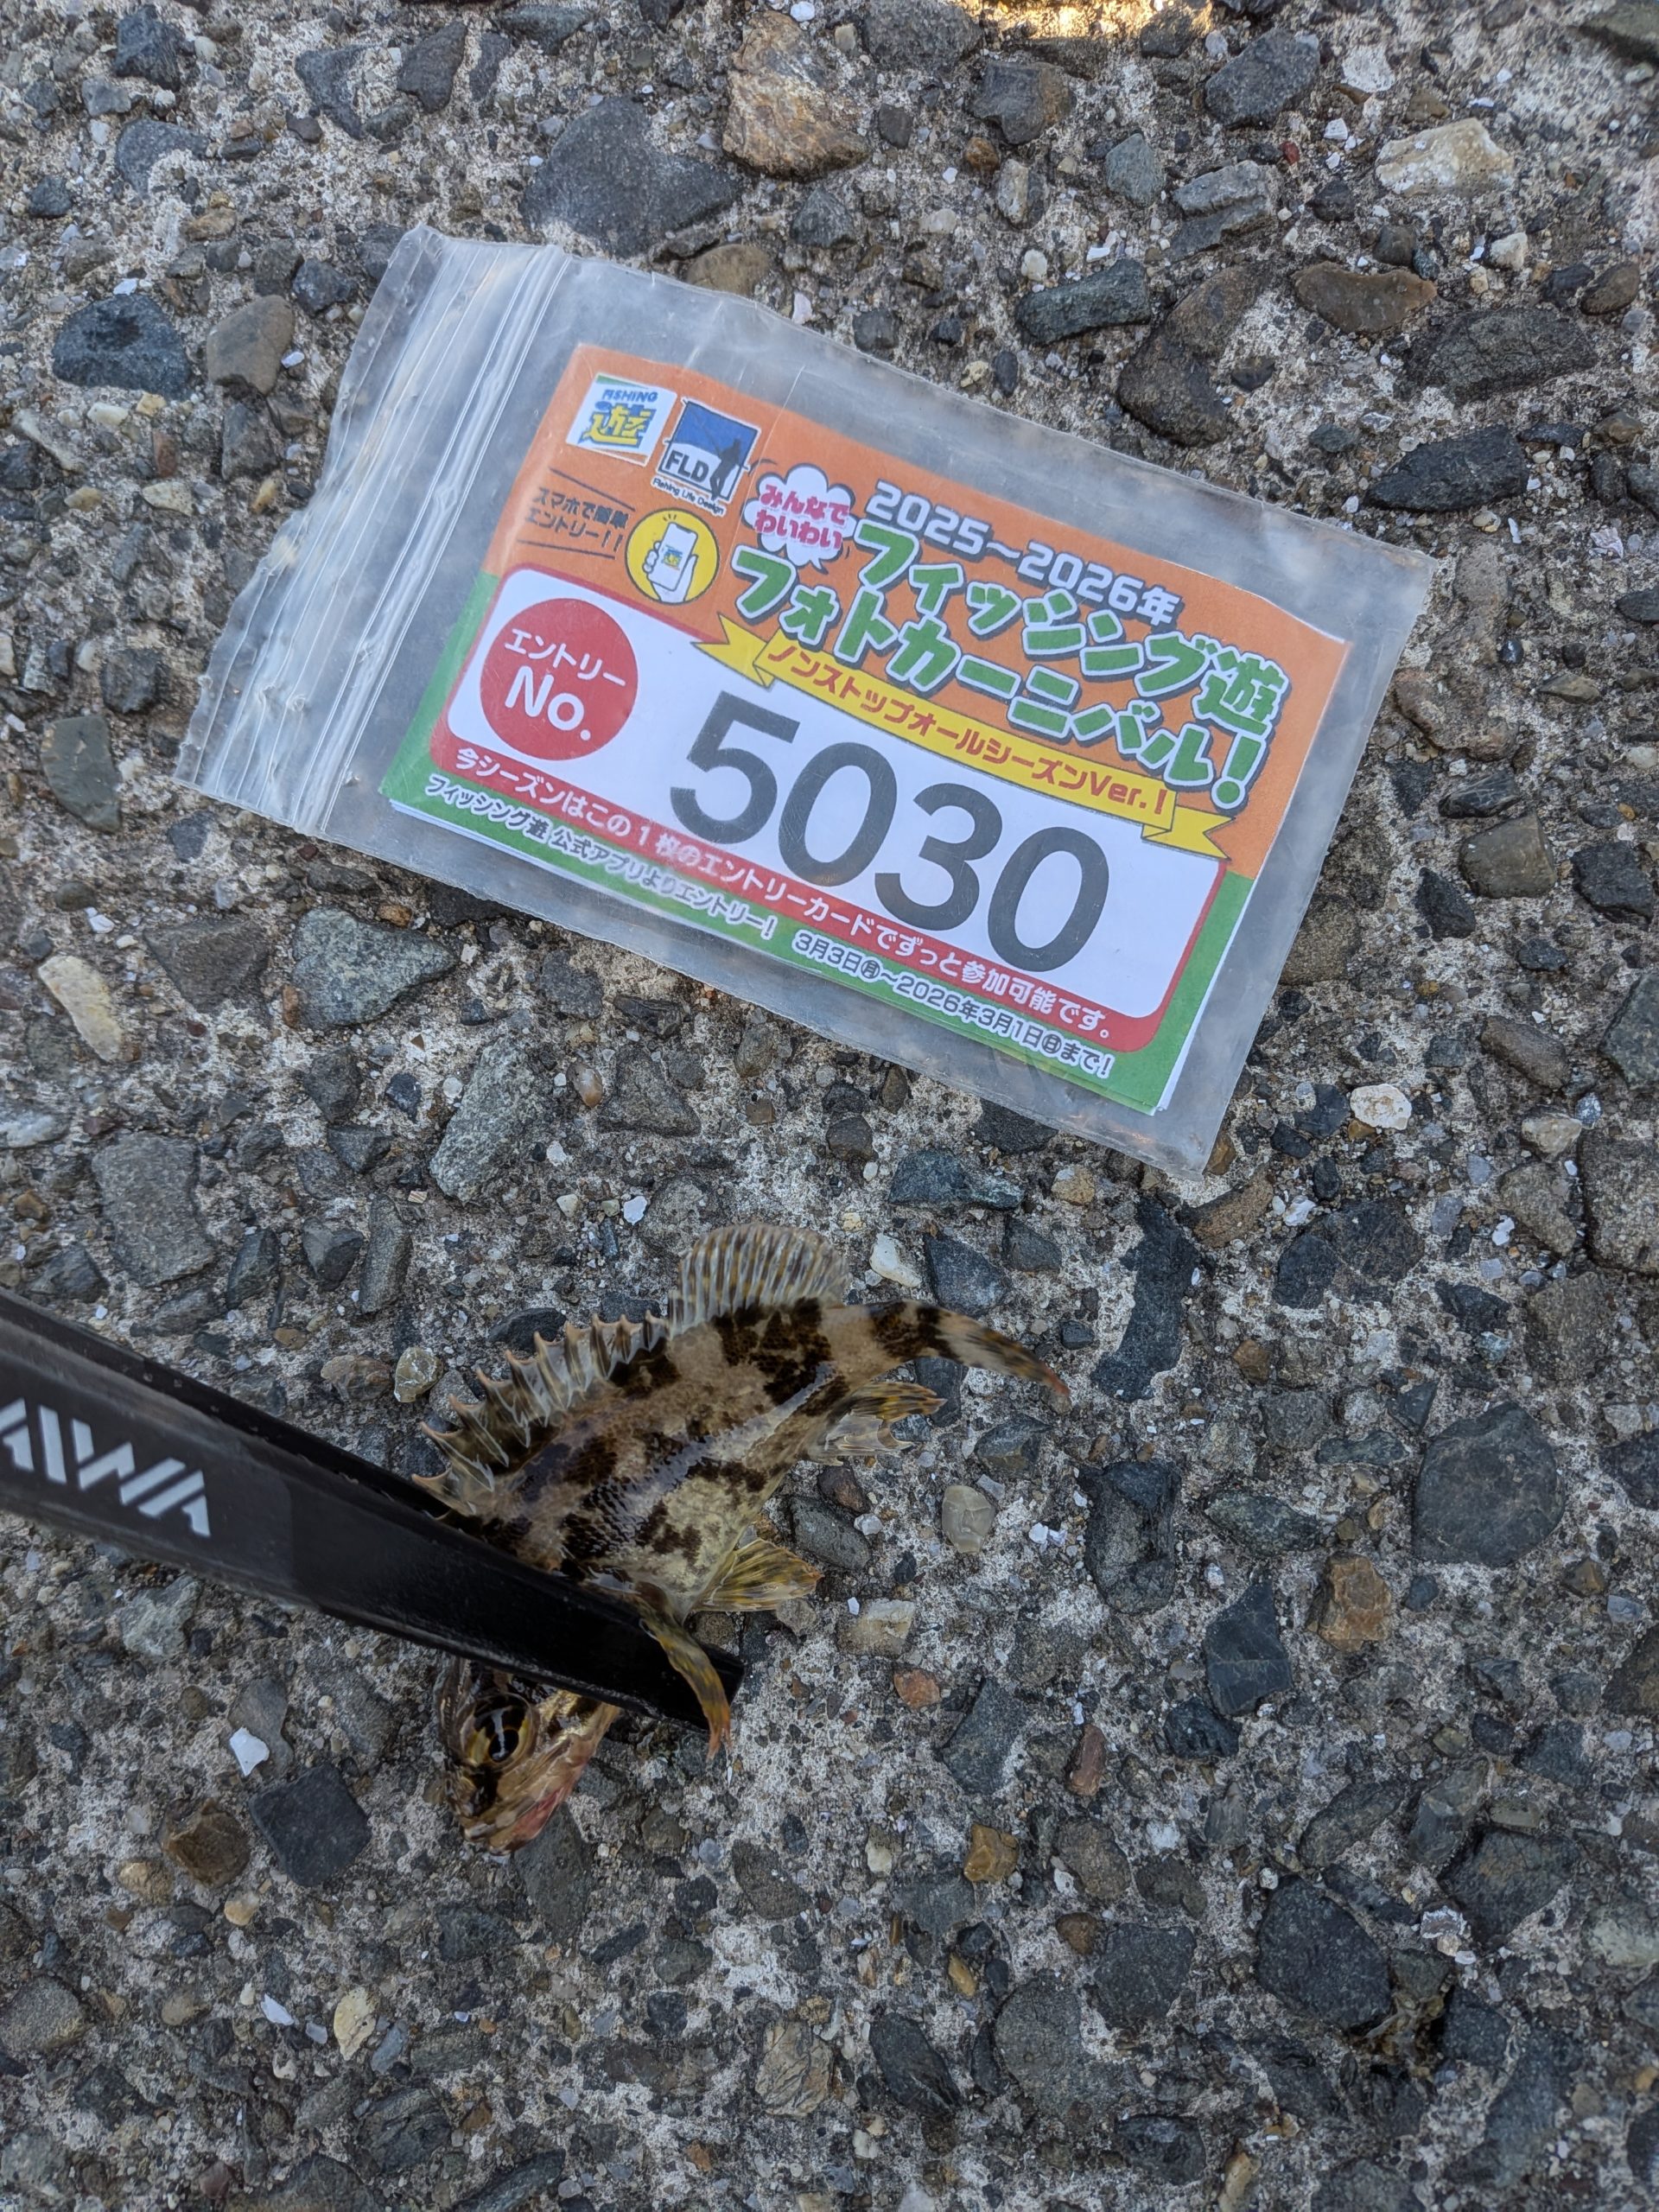 FISHING
遊
FLD
Fishing Life Design
スマホで簡単
エントリー!!
みんなで
わいわい
2025～2026年
フィッシング遊
フォトカーニバル!
ノンストップオールシーズンVer.!
エントリー
No.
5030
今シーズンはこの1枚のエントリーカードでずっと参加可能です。
フィッシング遊 公式アプリよりエントリー! 3月3日㊊～2026年3月1日㊐まで!
AIWA